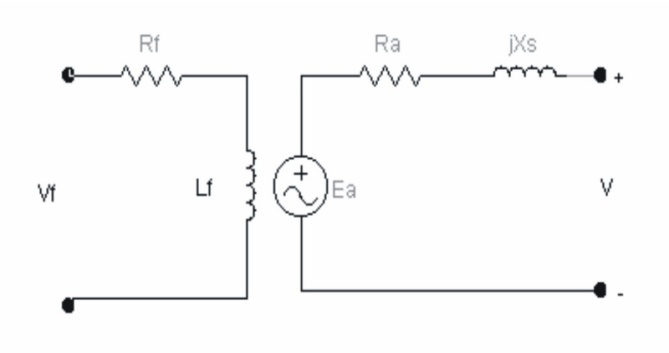 Rf
Ra
jXs
+
Vf
Lf
+
Ea
V
-